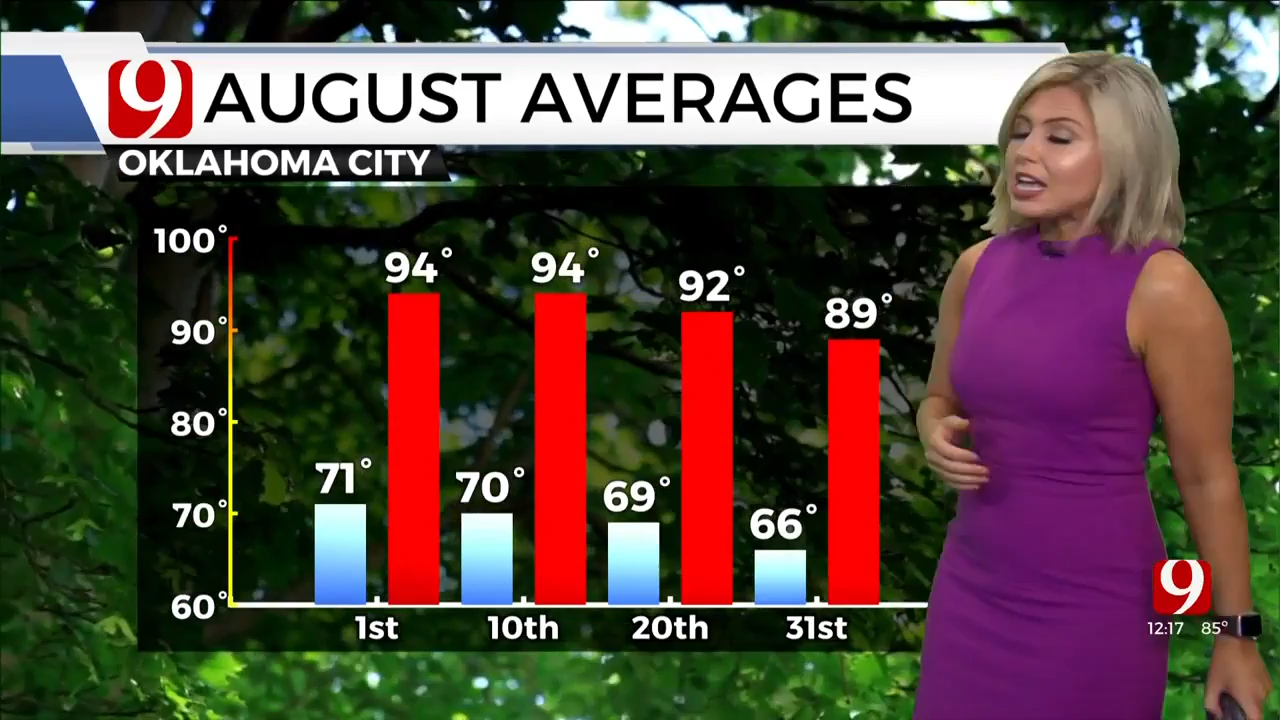 9 AUGUST AVERAGES
OKLAHOMA CITY
100°
90°
80°
70°
60°
71° 94° 70° 94° 69° 92° 66° 89°
1st 10th 20th 31st
9
12:17 85°